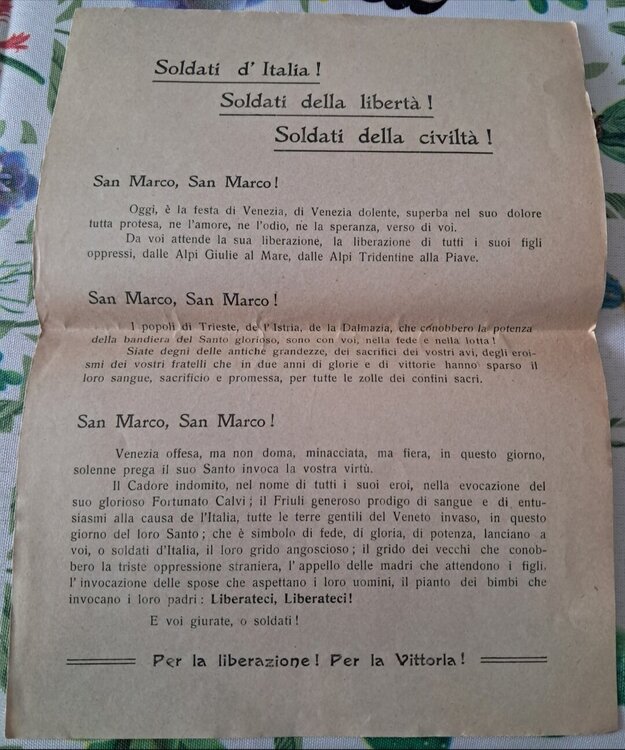 Soldati d' Italia !
Soldati della libertà !
Soldati della civiltà !
San Marco, San Marco !
Oggi, è la festa di Venezia, di Venezia dolente, superba nel suo dolore
tutta protesa, ne l'amore, ne l'odio, ne la speranza, verso di voi.
Da voi attende la sua liberazione, la liberazione di tutti i suoi figli
oppressi, dalle Alpi Giulie al Mare, dalle Alpi Tridentine alla Piave.
San Marco, San Marco !
I popoli di Trieste, de l'Istria, de la Dalmazia, che conobbero la potenza
della bandiera del Santo glorioso, sono con voi, nella fede e nella lotta !
Siate degni delle antiche grandezze, dei sacrifici dei vostri avi, degli eroi-
smi dei vostri fratelli che in due anni di glorie e di vittorie hanno sparso il
loro sangue, sacrificio e promessa, per tutte le zolle dei confini sacri.
San Marco, San Marco !
Venezia offesa, ma non doma, minacciata, ma fiera, in questo giorno,
solenne prega il suo Santo invoca la vostra virtù.
Il Cadore indomito, nel nome di tutti i suoi eroi, nella evocazione del
suo glorioso Fortunato Calvi ; il Friuli generoso prodigo di sangue e di entu-
siasmi alla causa de l'Italia, tutte le terre gentili del Veneto invaso, in questo
giorno del loro Santo ; che è simbolo di fede, di gloria, di potenza, lanciano a
voi, o soldati d'Italia, il loro grido angoscioso ; il grido dei vecchi che conob-
bero la triste oppressione straniera, l' appello delle madri che attendono i figli.
l' invocazione delle spose che aspettano i loro uomini, il pianto dei bimbi che
invocano i loro padri : Liberateci, Liberateci!
E voi giurate, o soldati !
Per la liberazione ! Per la Vittoria !